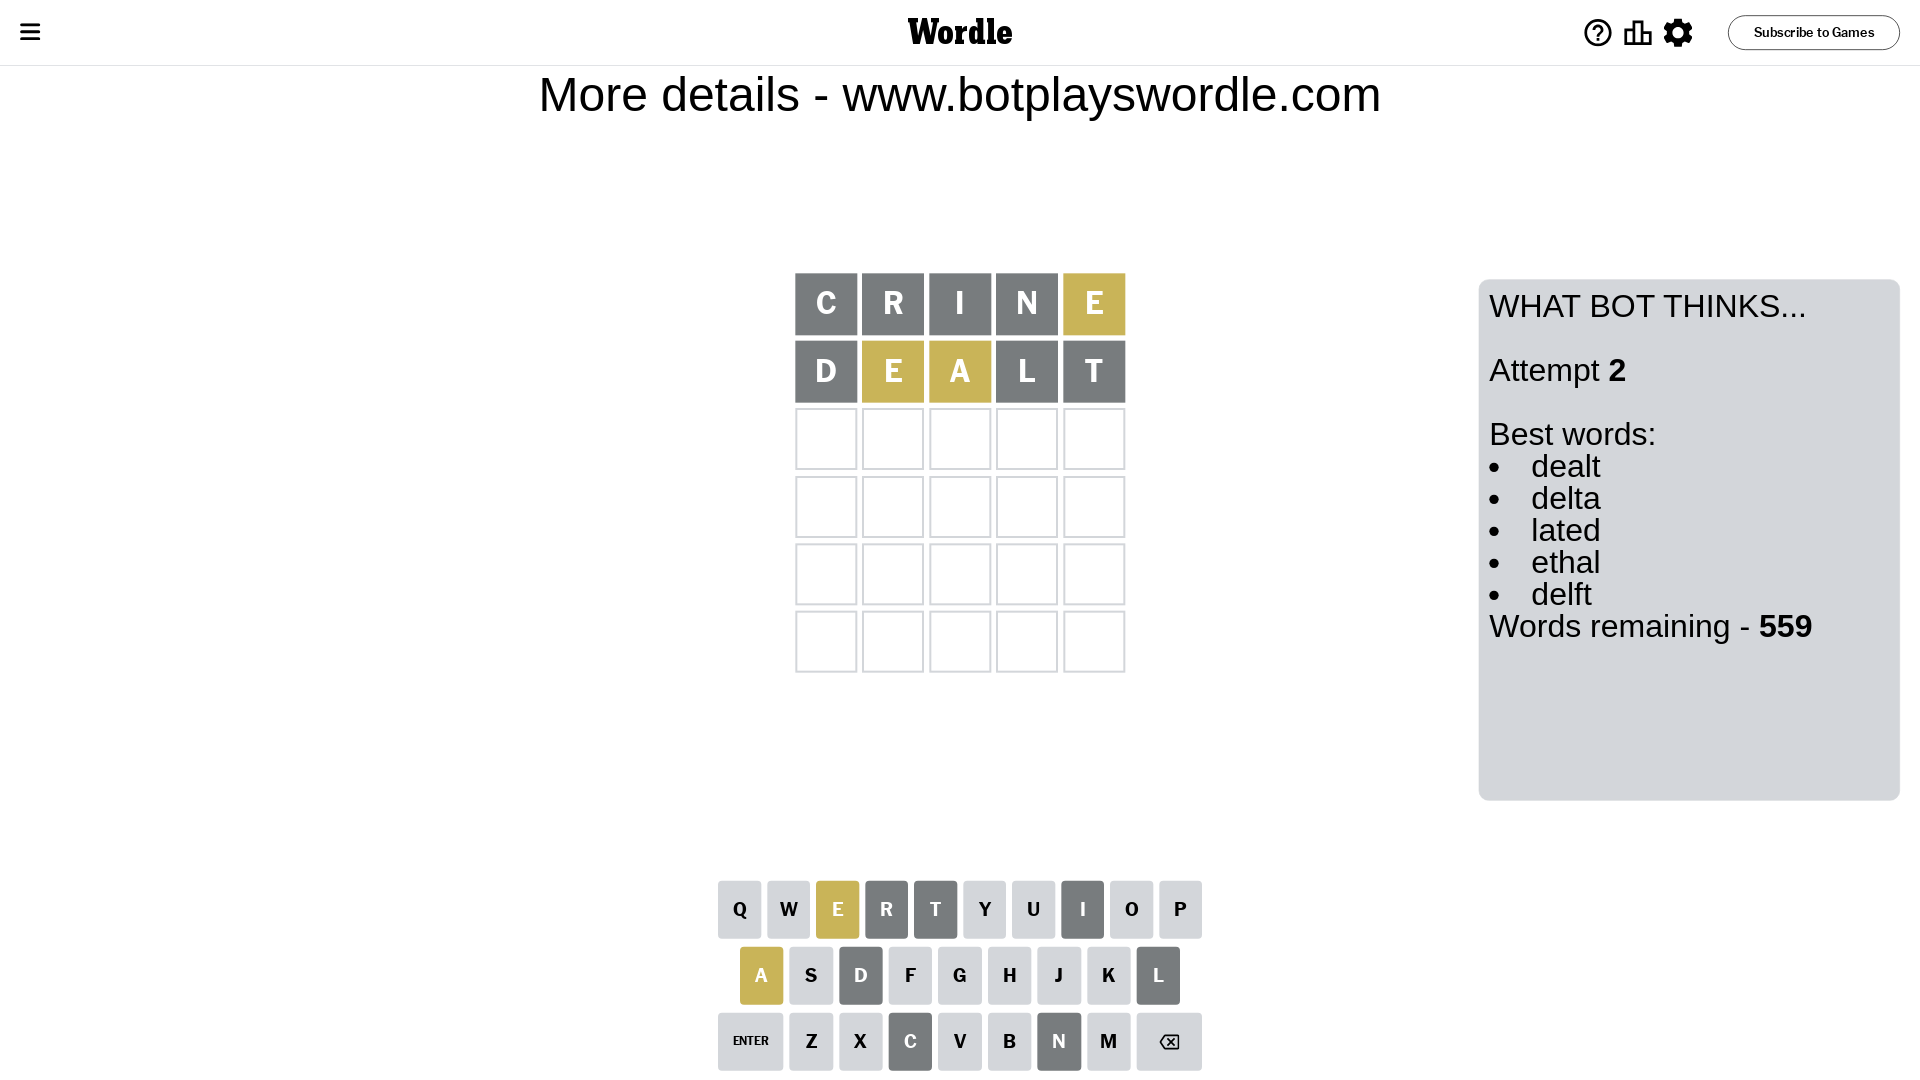 Wordle
Subscribe to Games
More details - www.botplayswordle.com
C R I N E
D E A L T
WHAT BOT THINKS...
Attempt 2
Best words:
• dealt
• delta
• lated
• ethal
• delft
Words remaining - 559
Q W E R T Y U I O P
A S D F G H J K L
ENTER Z X C V B N M